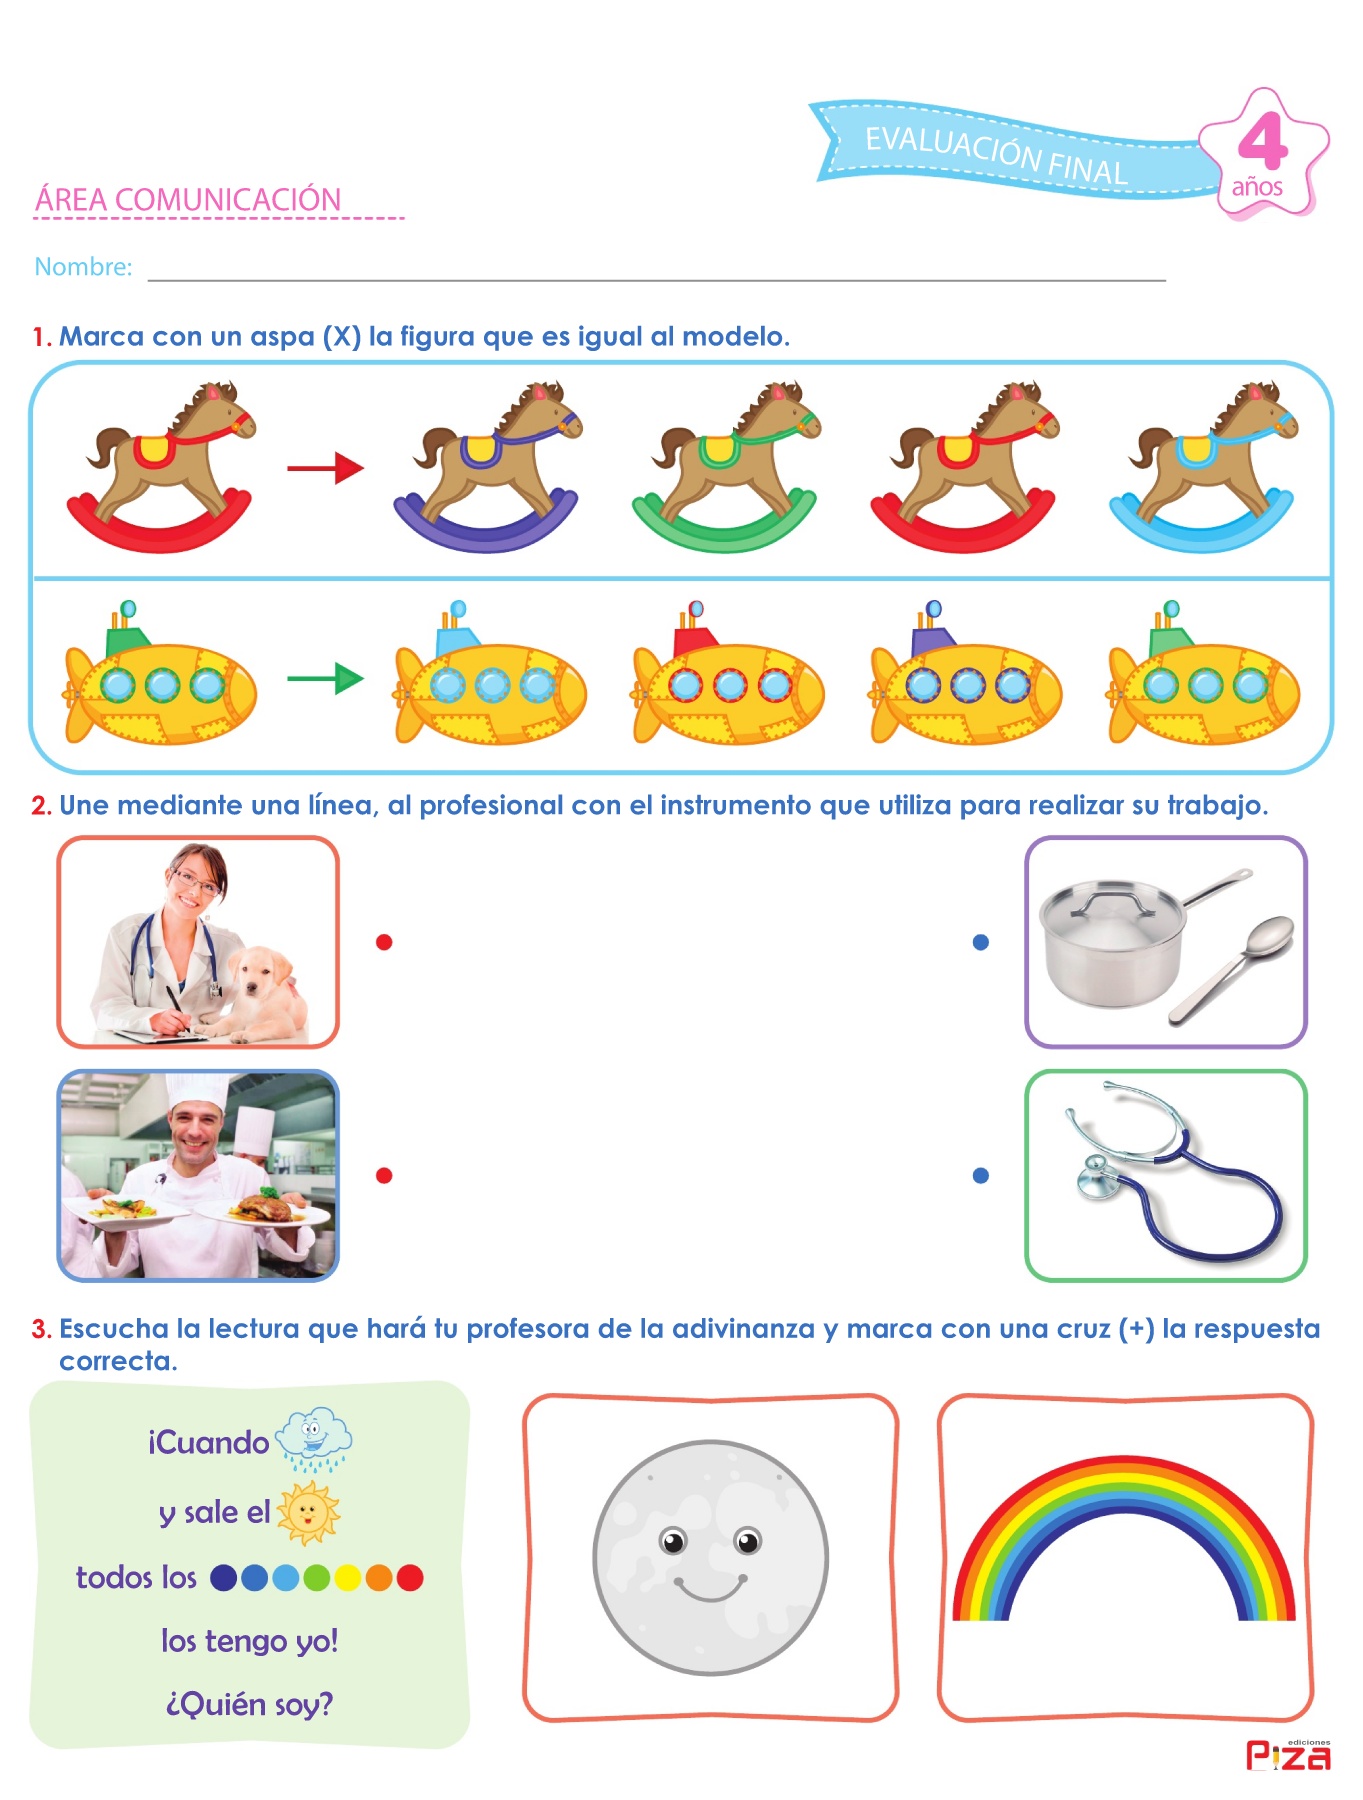 EVALUACIÓN FINAL
4
años
ÁREA COMUNICACIÓN
Nombre:
1. Marca con un aspa (X) la figura que es igual al modelo.
2. Une mediante una línea, al profesional con el instrumento que utiliza para realizar su trabajo.
3. Escucha la lectura que hará tu profesora de la adivinanza y marca con una cruz (+) la respuesta
correcta.
¡Cuando
y sale el
todos los
los tengo yo!
¿Quién soy?
ediciones
Piza